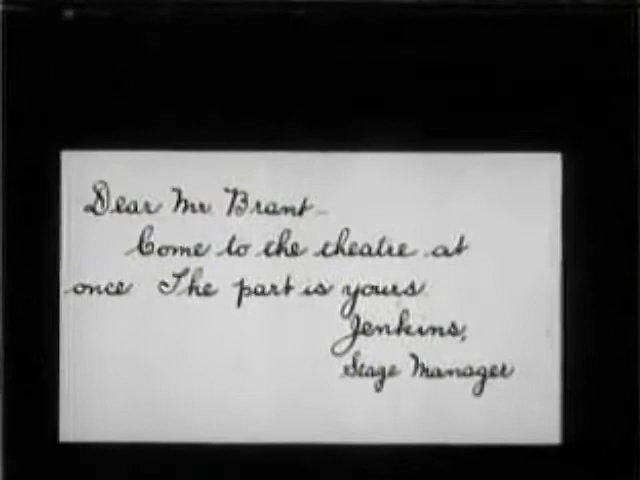 Dear Mr. Brant-
Come to the theatre at
once The part is yours.
Jenkins,
Stage Manager